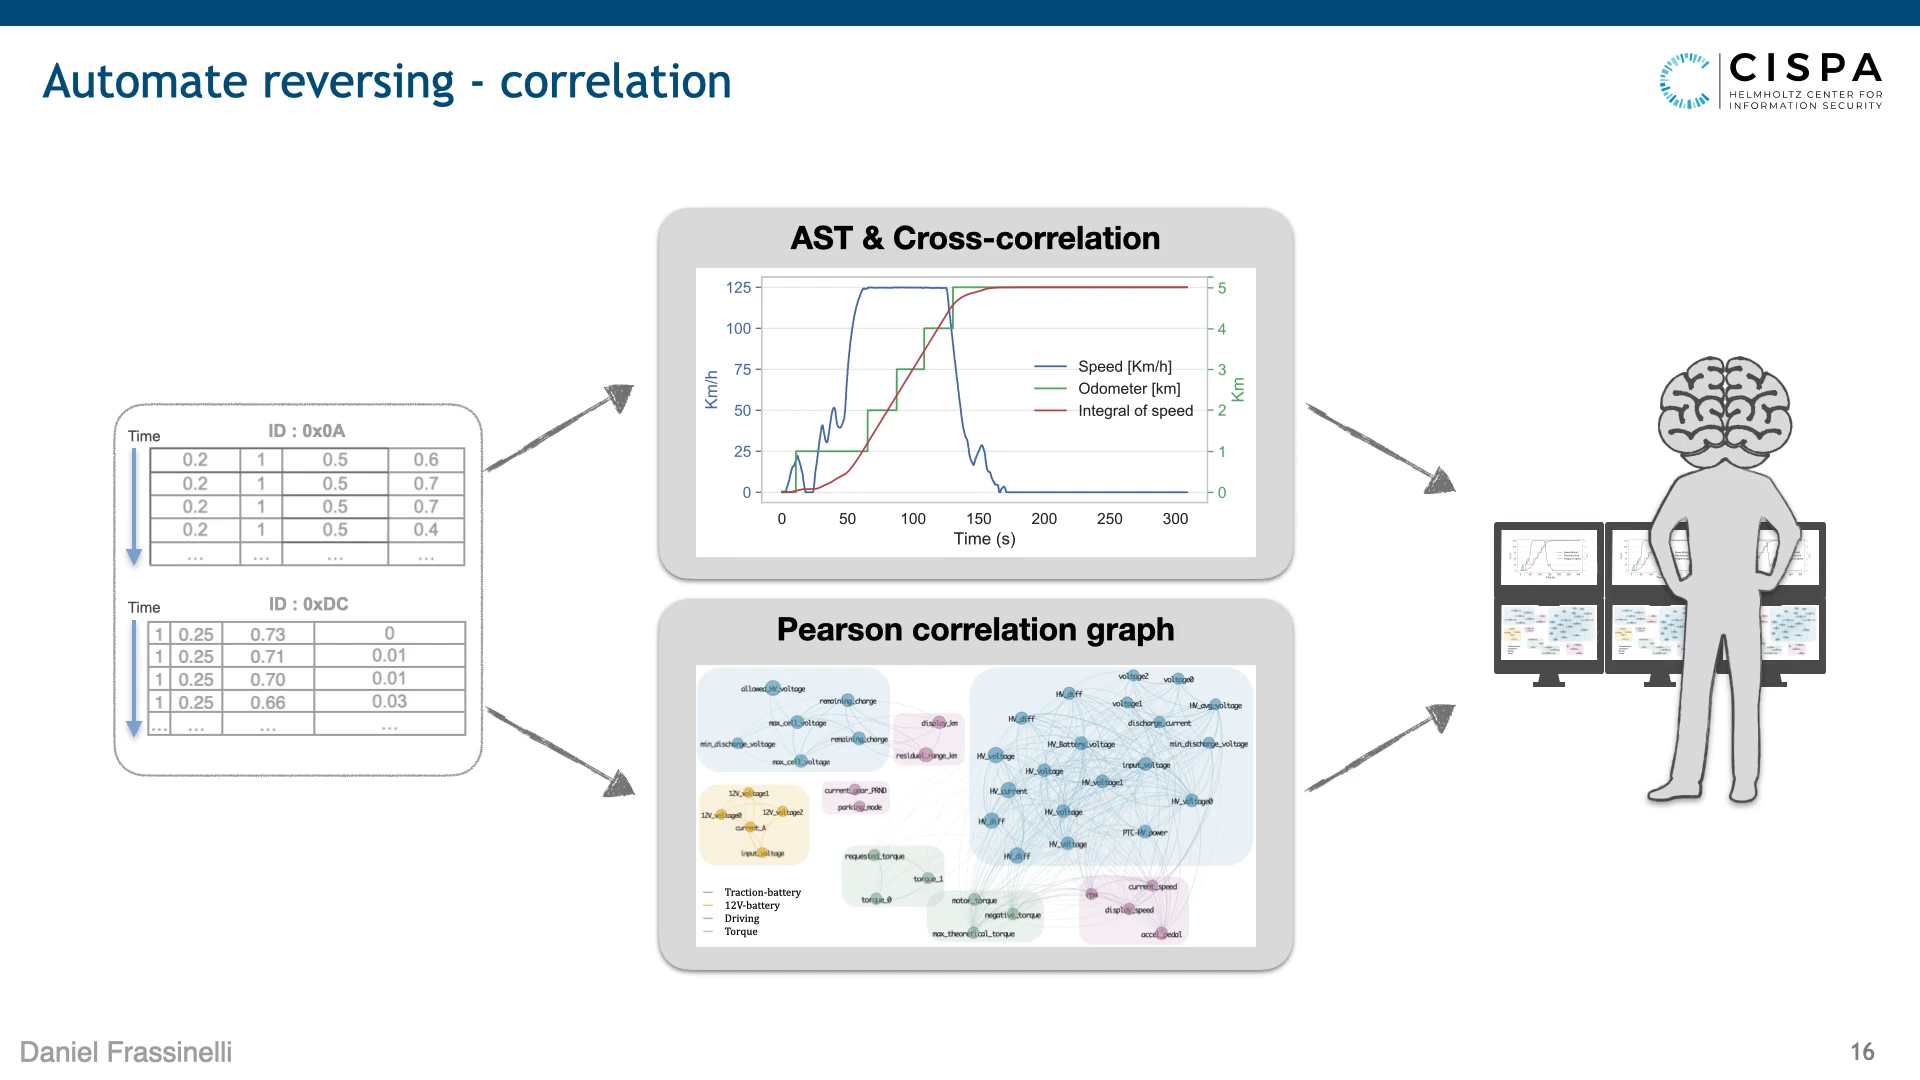 Automate reversing - correlation
CISPA
HELMHOLTZ CENTER FOR
INFORMATION SECURITY
Time
ID : 0x0A
0.2 1 0.5 0.6
0.2 1 0.5 0.7
0.2 1 0.5 0.7
0.2 1 0.5 0.4
... ... ... ...
Time
ID : 0xDC
1 0.25 0.73 0
1 0.25 0.71 0.01
1 0.25 0.70 0.01
1 0.25 0.66 0.03
... ... ... ...
AST & Cross-correlation
125
100
75
50
25
0
Km/h
5
4
3
2
1
0
Km
Speed [Km/h]
Odometer [km]
Integral of speed
0 50 100 150 200 250 300
Time (s)
Pearson correlation graph
allowed_HV_voltage
remaining_charge
max_cell_voltage
min_discharge_voltage
remaining_charge
max_cell_voltage
display_km
residual_range_km
12V_voltage1
12V_voltage0
12V_voltage2
current_A
input_voltage
current_gear_PRND
parking_mode
voltage2
voltage0
HV_diff
voltage1
HV_avg_voltage
HV_diff
discharge_current
HV_Battery_voltage
min_discharge_voltage
HV_voltage
input_voltage
HV_voltage
HV_voltage1
HV_current
HV_voltage0
HV_voltage
HV_diff
PTC-HV_power
HV_voltage
HV_diff
requested_torque
torque_1
torque_0
motor_torque
negative_torque
max_theoretical_torque
current_speed
rpm
display_speed
accel_pedal
Traction-battery
12V-battery
Driving
Torque
Daniel Frassinelli
16